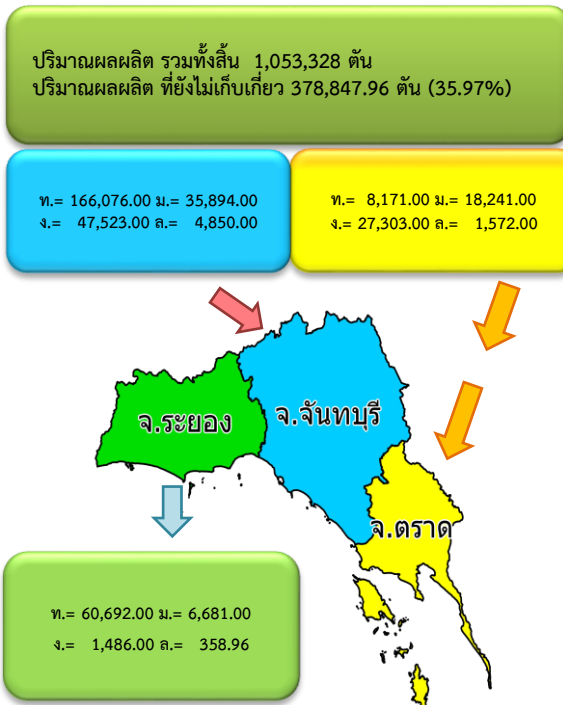 ปริมาณผลผลิต รวมทั้งสิ้น 1,053,328 ตัน
ปริมาณผลผลิต ที่ยังไม่เก็บเกี่ยว 378,847.96 ตัน (35.97%)
ท.= 166,076.00 ม.= 35,894.00
ง.= 47,523.00 ล.= 4,850.00
ท.= 8,171.00 ม.= 18,241.00
ง.= 27,303.00 ล.= 1,572.00
จ.ระยอง
จ.จันทบุรี
จ.ตราด
ท.= 60,692.00 ม.= 6,681.00
ง.= 1,486.00 ล.= 358.96